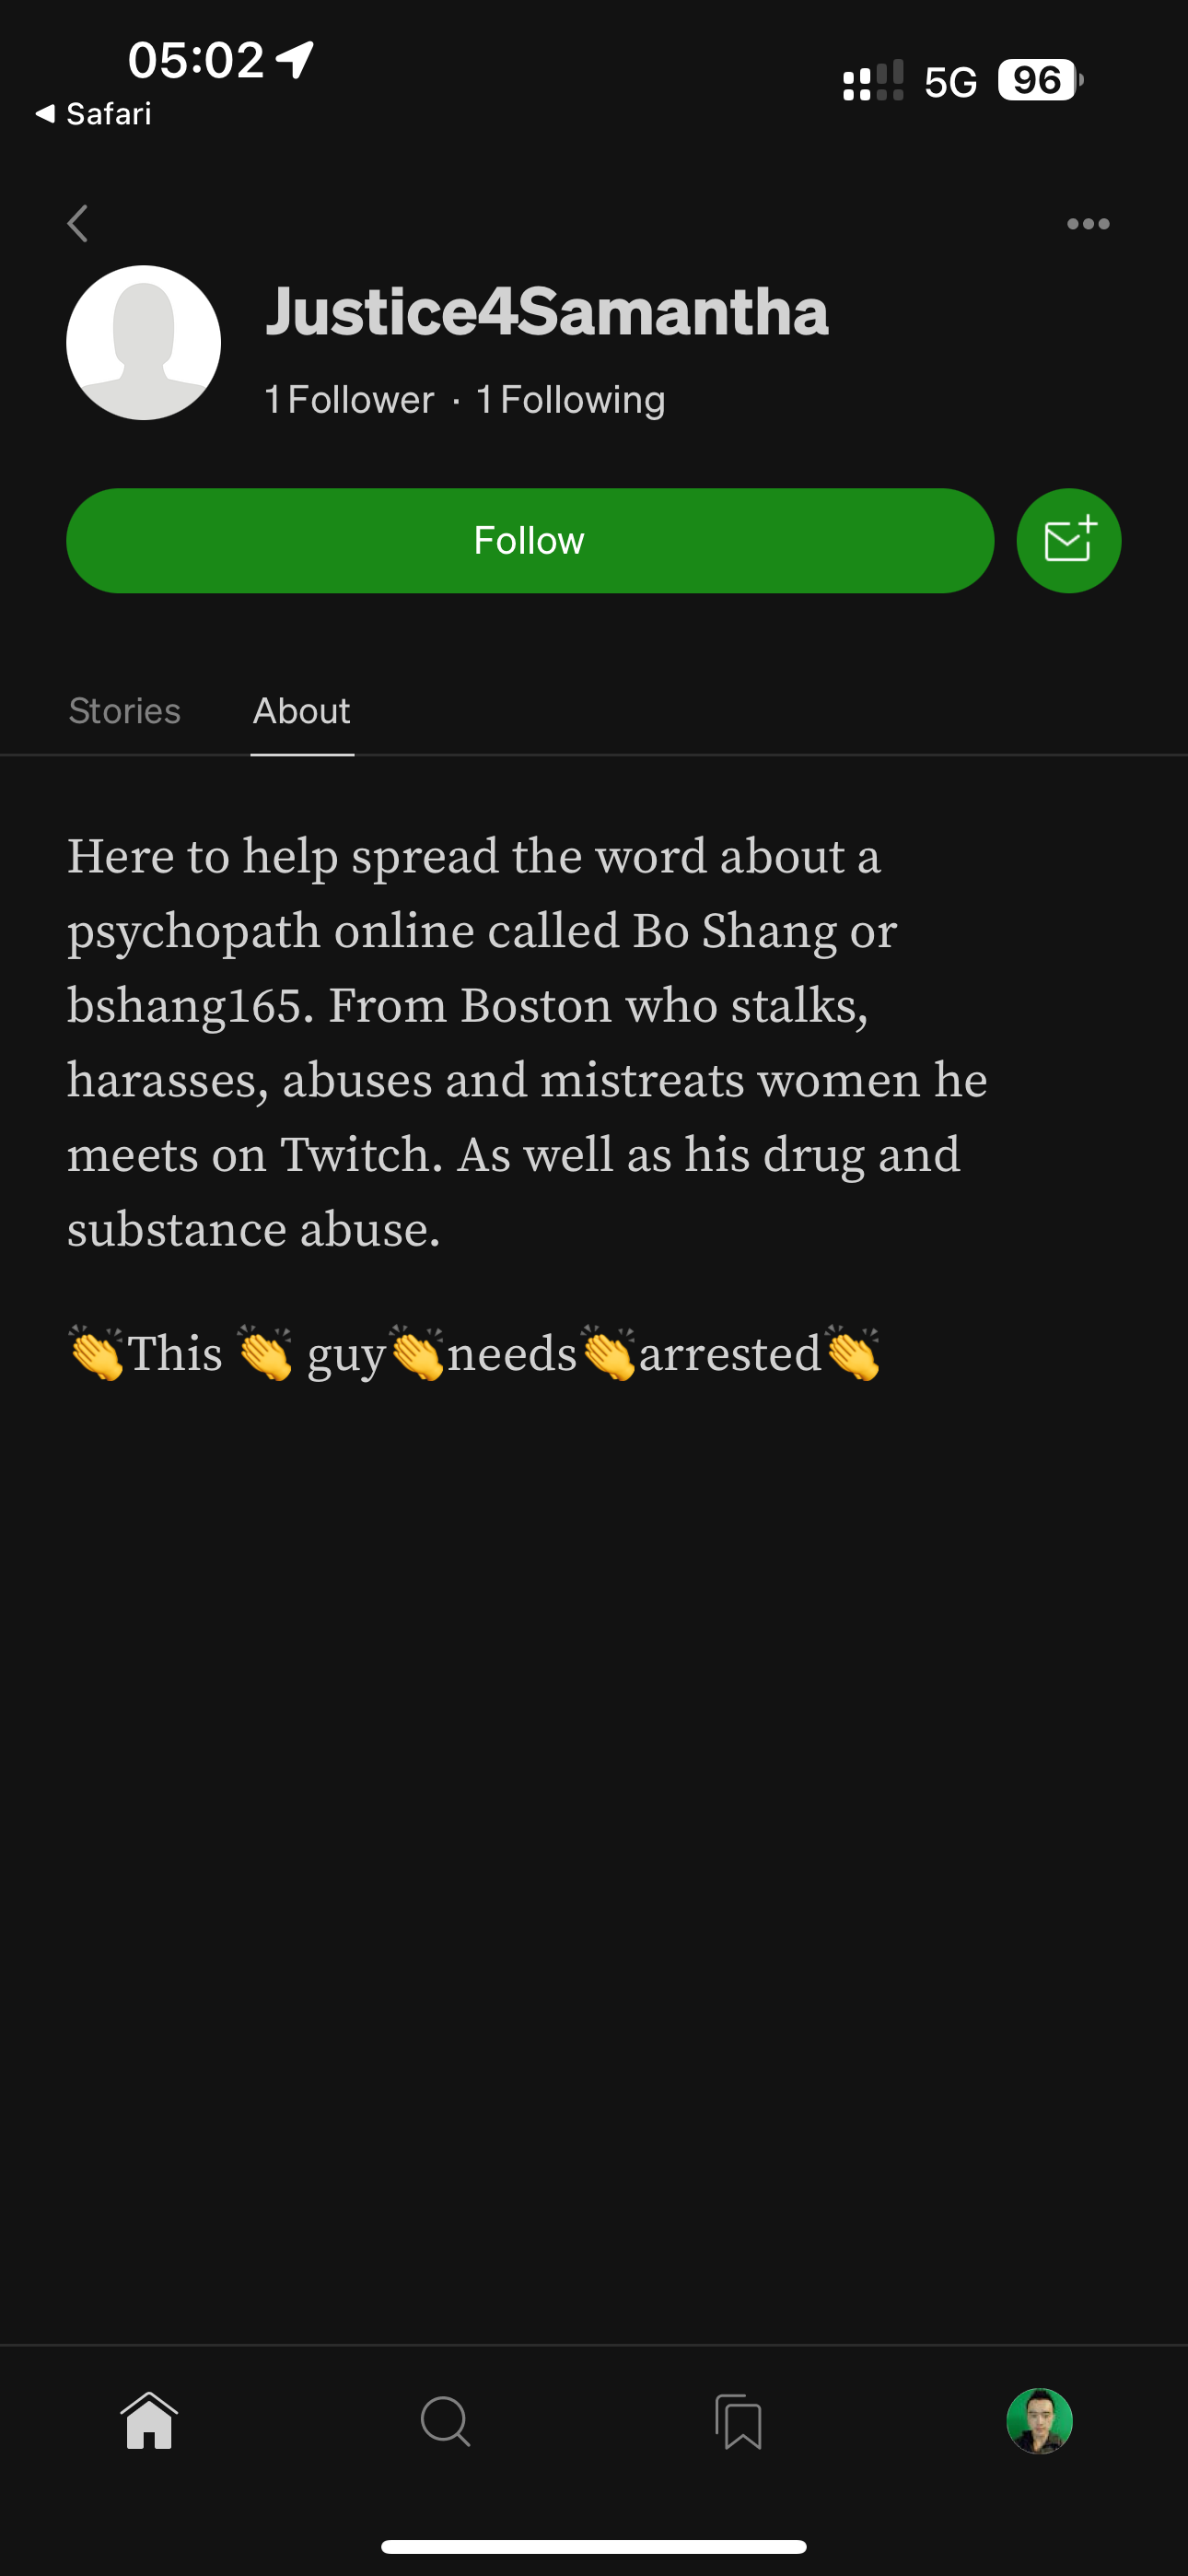 05:02
5G
96
Safari
Justice4Samantha
1 Follower · 1 Following
Follow
Stories
About
Here to help spread the word about a
psychopath online called Bo Shang or
bshang165. From Boston who stalks,
harasses, abuses and mistreats women he
meets on Twitch. As well as his drug and
substance abuse.
👏This 👏 guy👏needs👏arrested👏